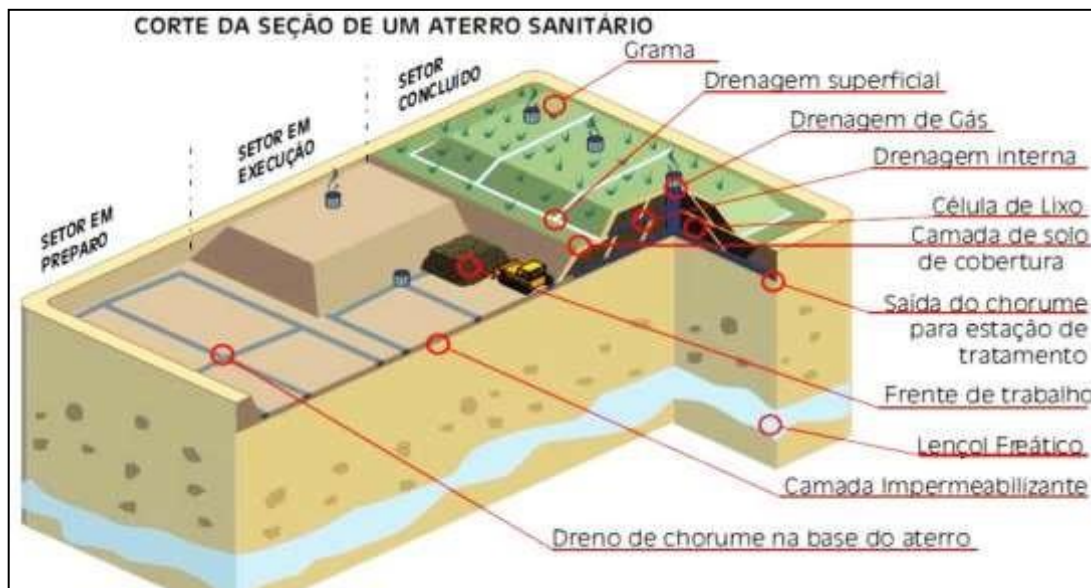 CORTE DA SEÇÃO DE UM ATERRO SANITÁRIO
SETOR EM
PREPARO
SETOR EM
EXECUÇÃO
SETOR
CONCLUÍDO
Grama
Drenagem superficial
Drenagem de Gás
Drenagem interna
Célula de Lixo
Camada de solo
de cobertura
Saída do chorume
para estação de
tratamento
Frente de trabalho
Lençol Freático
Camada Impermeabilizante
Dreno de chorume na base do aterro